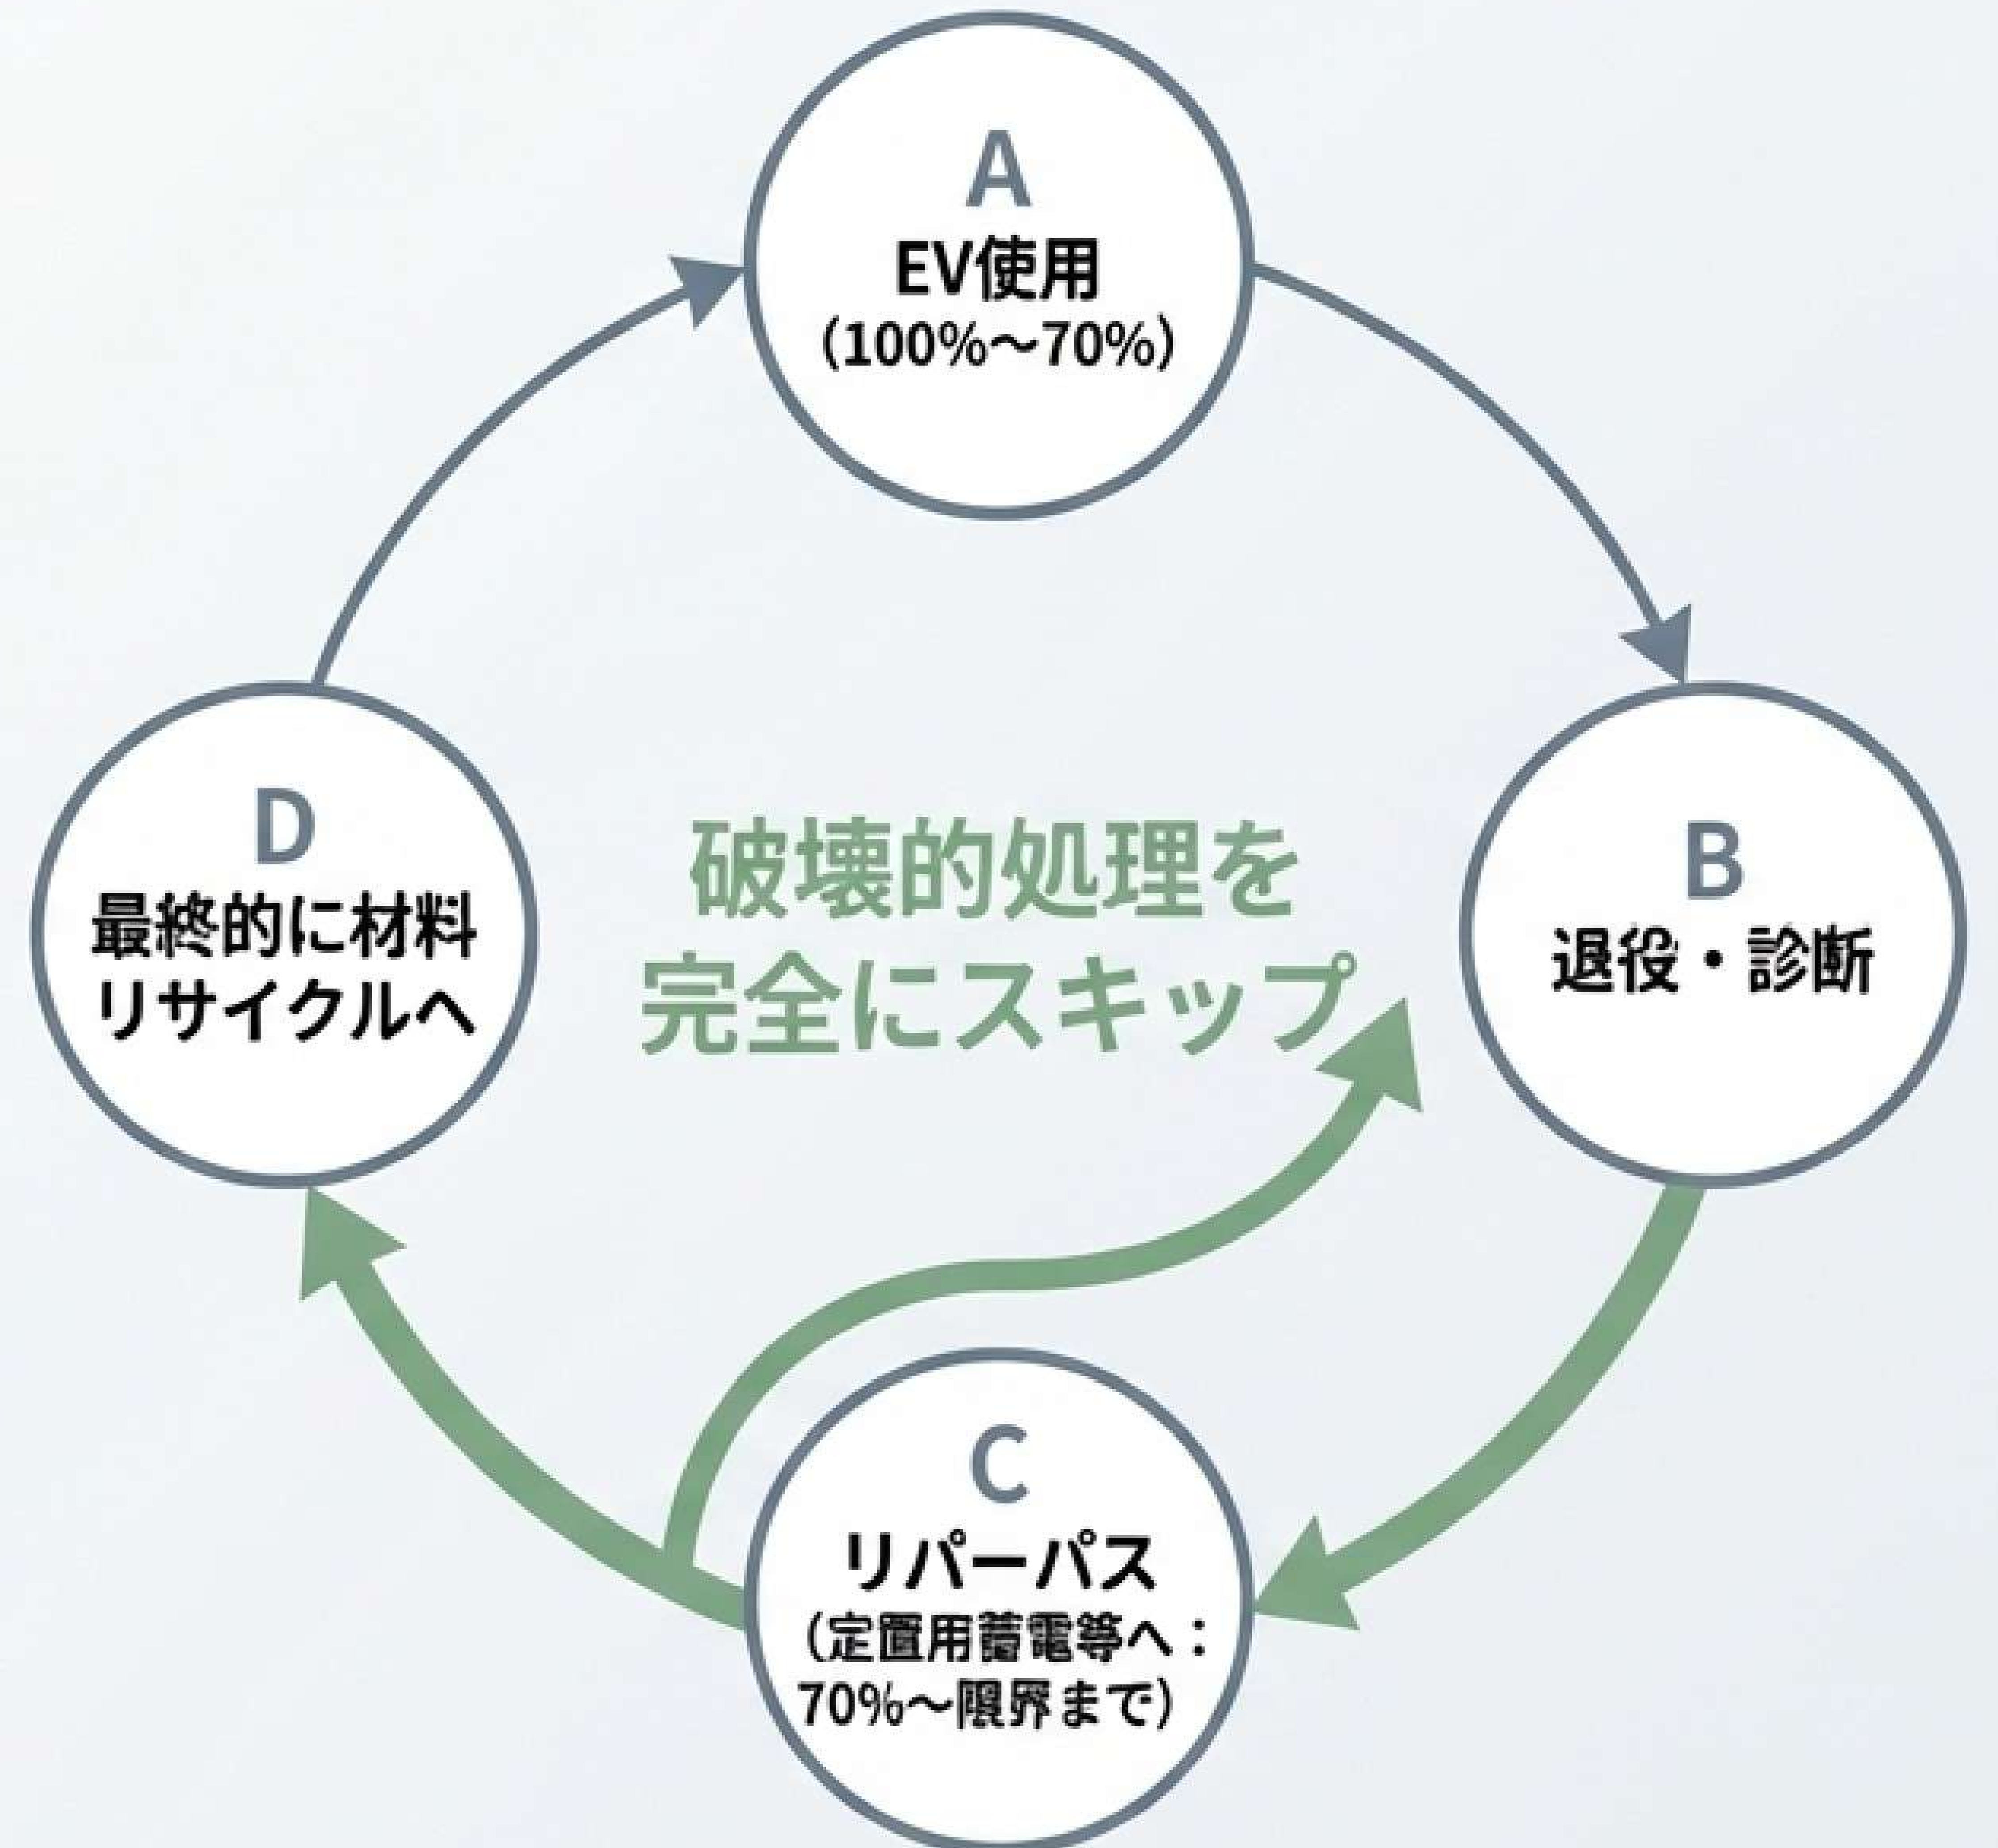 A
EV使用
(100%～70%)
B
退役・診断
C
リパーパス
(定置用蓄電等へ：
70%～限界まで)
D
最終的に材料
リサイクルへ
破壊的処理を
完全にスキップ